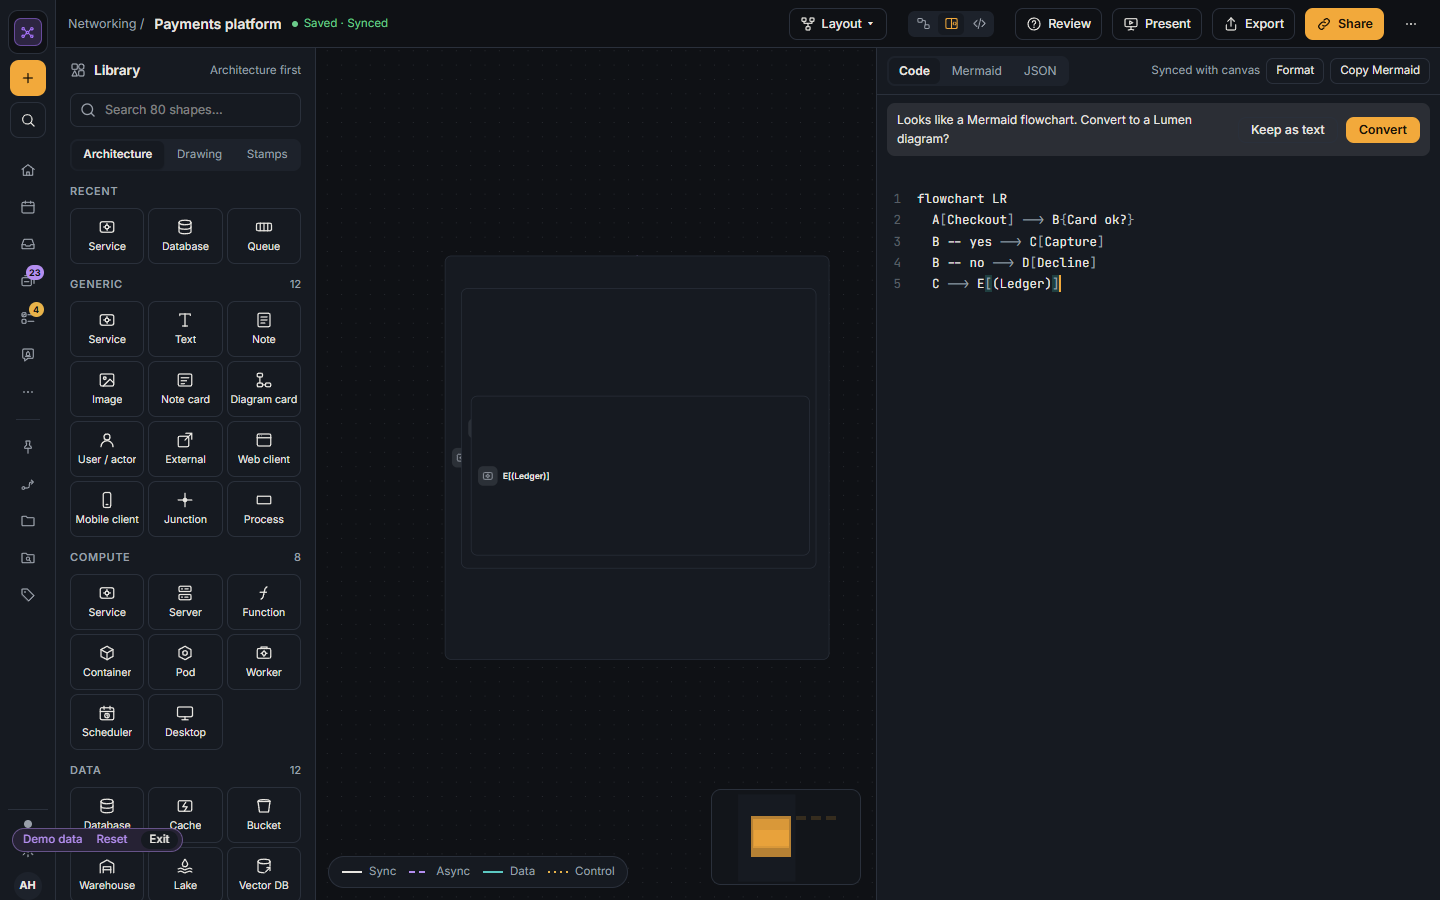 Networking / Payments platform Saved · Synced
Layout
Review
Present
Export
Share
Library
Architecture first
Search 80 shapes...
Architecture
Drawing
Stamps
RECENT
Service
Database
Queue
GENERIC 12
Service
Text
Note
Image
Note card
Diagram card
User / actor
External
Web client
Mobile client
Junction
Process
COMPUTE 8
Service
Server
Function
Container
Pod
Worker
Scheduler
Desktop
DATA 12
Database
Cache
Bucket
Warehouse
Lake
Vector DB
23
4
Demo data Reset Exit
AH
E[(Ledger)]
Sync
Async
Data
Control
Code
Mermaid
JSON
Synced with canvas
Format
Copy Mermaid
Looks like a Mermaid flowchart. Convert to a Lumen
diagram?
Keep as text
Convert
1 flowchart LR
2 A[Checkout] --> B{Card ok?}
3 B -- yes --> C[Capture]
4 B -- no --> D[Decline]
5 C --> E[(Ledger)]